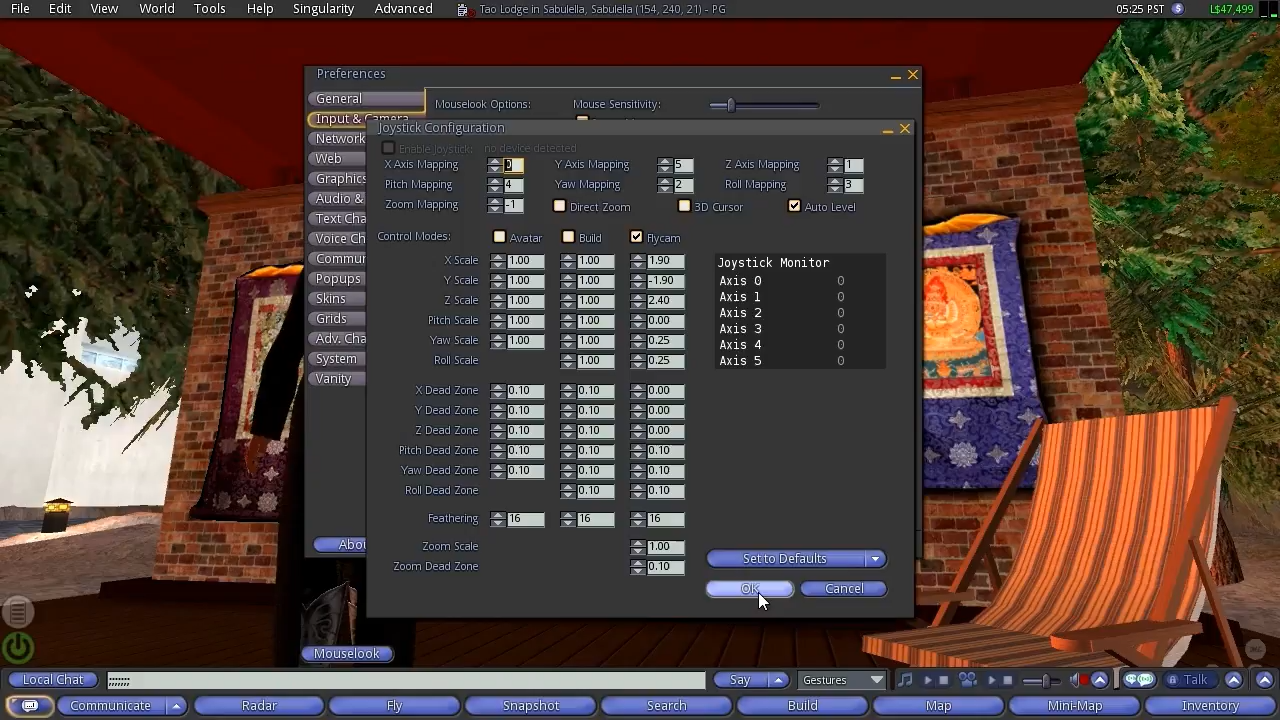 File Edit View World Tools Help Singularity Advanced Tao Lodge in Sabulella, Sabulella (154, 240, 21) - PG 05:25 PST $ L$47,499
Preferences
General Mouselook Options: Mouse Sensitivity:
Input & Camera
Joystick Configuration
Network
Web
Graphics
Audio &
Text Cha
Voice Ch
Commun
Popups
Skins
Grids
Adv. Cha
System
Vanity
Abou
Enable Joystick: no device detected
X Axis Mapping 0 Y Axis Mapping 5 Z Axis Mapping 1
Pitch Mapping 4 Yaw Mapping 2 Roll Mapping 3
Zoom Mapping -1 Direct Zoom 3D Cursor Auto Level
Control Modes: Avatar Build Flycam
X Scale 1.00 1.00 1.90
Y Scale 1.00 1.00 -1.90
Z Scale 1.00 1.00 2.40
Pitch Scale 1.00 1.00 0.00
Yaw Scale 1.00 1.00 0.25
Roll Scale 1.00 0.25
X Dead Zone 0.10 0.10 0.00
Y Dead Zone 0.10 0.10 0.00
Z Dead Zone 0.10 0.10 0.00
Pitch Dead Zone 0.10 0.10 0.10
Yaw Dead Zone 0.10 0.10 0.10
Roll Dead Zone 0.10 0.10
Feathering 16 16 16
Zoom Scale 1.00
Zoom Dead Zone 0.10
Joystick Monitor
Axis 0 0
Axis 1 0
Axis 2 0
Axis 3 0
Axis 4 0
Axis 5 0
Set to Defaults
OK Cancel
Mouselook
Local Chat ;;;;;; Say Gestures Talk
Communicate Radar Fly Snapshot Search Build Map Mini-Map Inventory